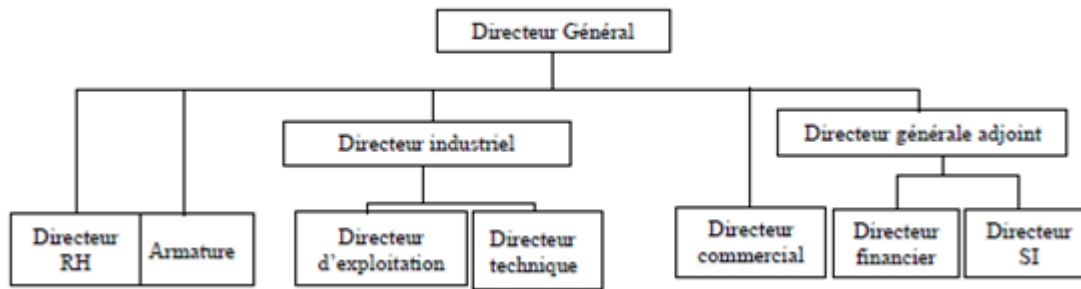 Directeur Général
Directeur industriel
Directeur générale adjoint
Directeur
RH
Armature
Directeur
d'exploitation
Directeur
technique
Directeur
commercial
Directeur
financier
Directeur
SI